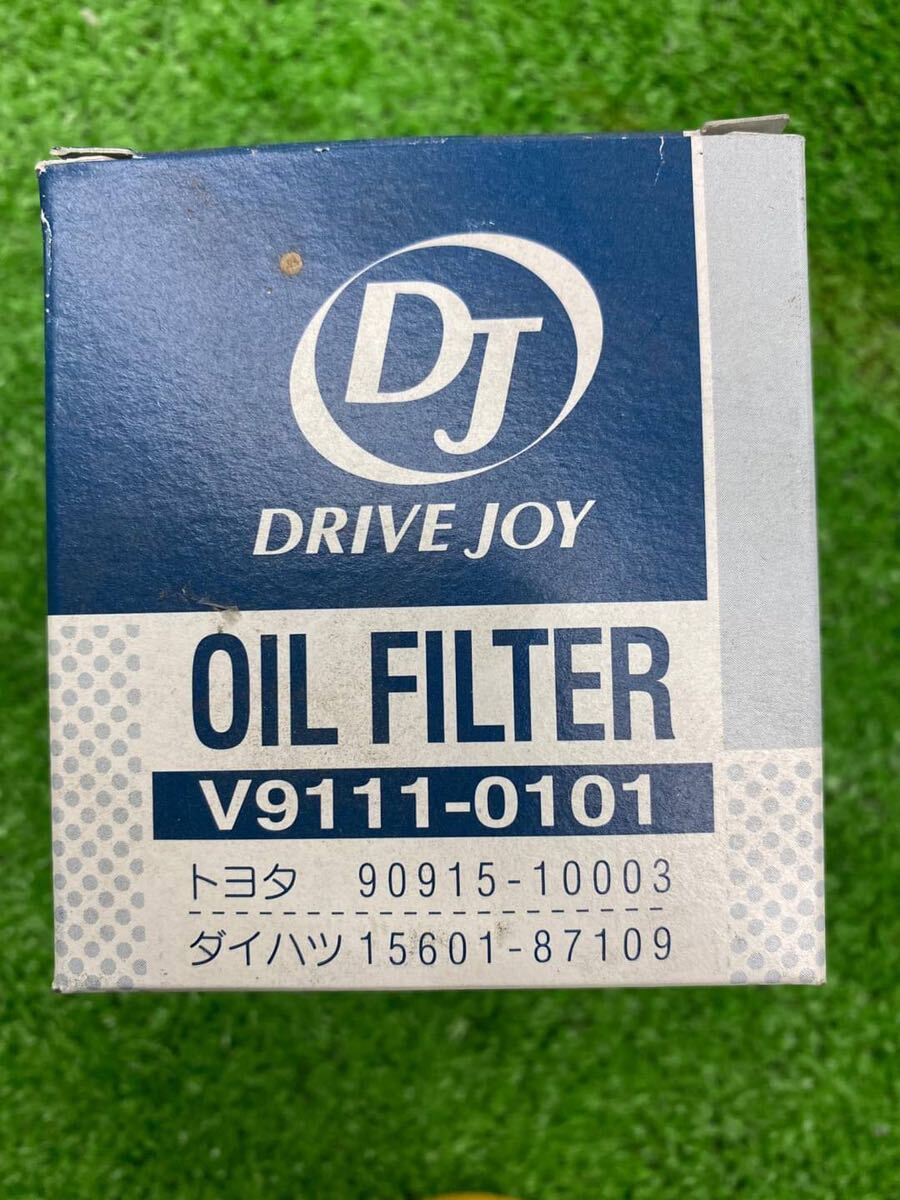 DJ
DRIVE JOY
OIL FILTER
V9111-0101
トヨタ 90915-10003
ダイハツ 15601-87109